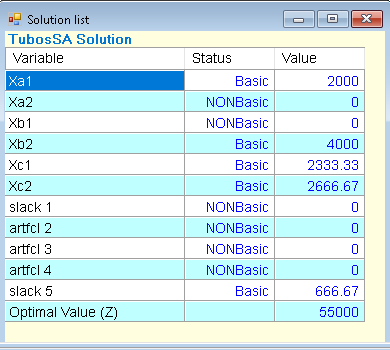 Solution list
TubosSA Solution
Variable Status Value
Xa1 Basic 2000
Xa2 NONBasic 0
Xb1 NONBasic 0
Xb2 Basic 4000
Xc1 Basic 2333.33
Xc2 Basic 2666.67
slack 1 NONBasic 0
artfcl 2 NONBasic 0
artfcl 3 NONBasic 0
artfcl 4 NONBasic 0
slack 5 Basic 666.67
Optimal Value (Z) 55000